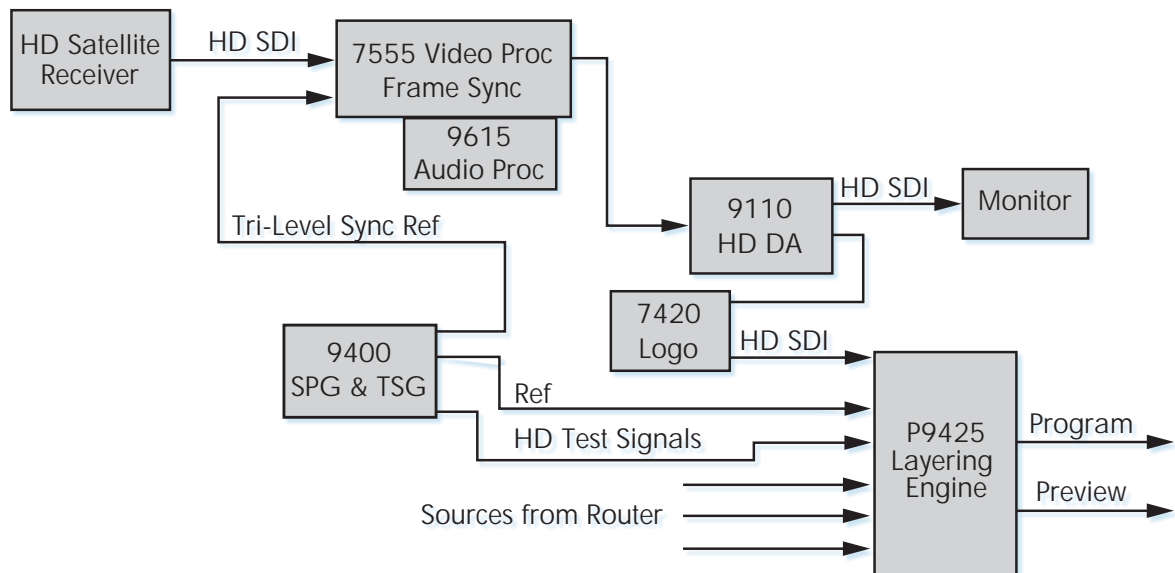 HD Satellite
Receiver
HD SDI
7555 Video Proc
Frame Sync
9615
Audio Proc
Tri-Level Sync Ref
9110
HD DA
HD SDI
Monitor
7420
Logo
HD SDI
9400
SPG & TSG
Ref
HD Test Signals
Sources from Router
P9425
Layering
Engine
Program
Preview